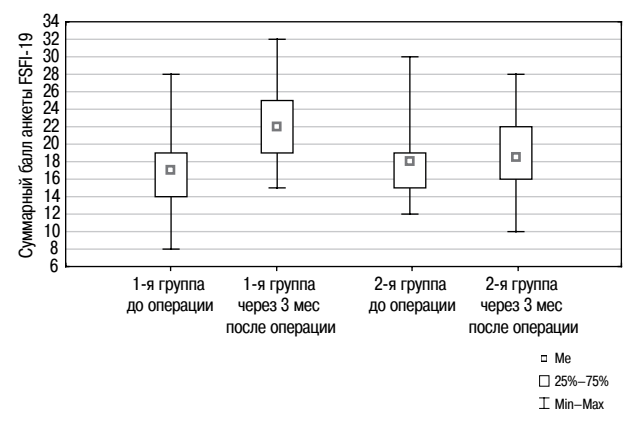 Суммарный балл анкеты FSFI-19
34
32
30
28
26
24
22
20
18
16
14
12
10
8
6
1-я группа
до операции
1-я группа
через 3 мес
после операции
2-я группа
до операции
2-я группа
через 3 мес
после операции
Me
25%–75%
Min–Max